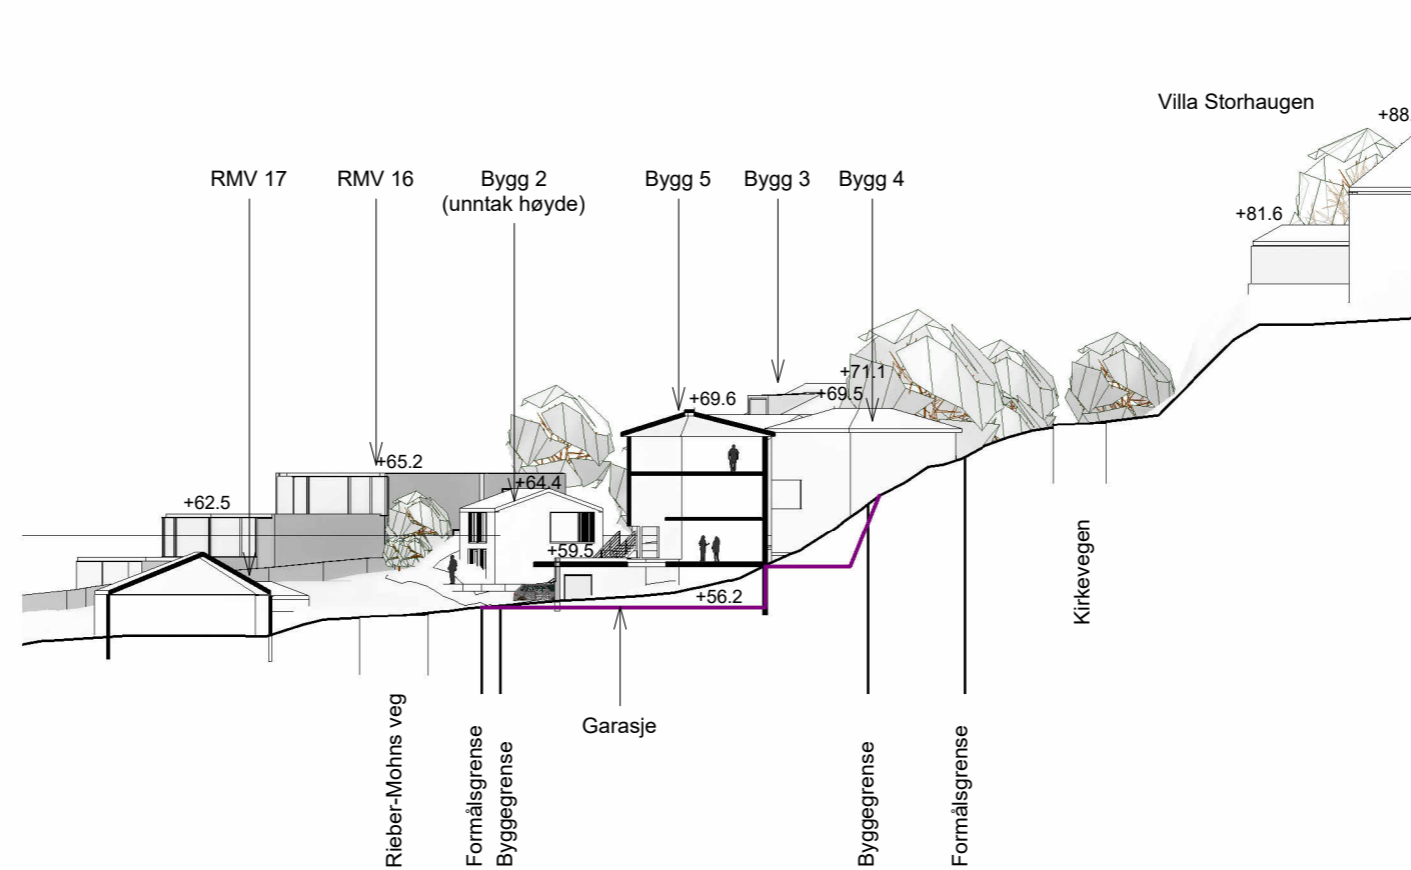 Villa Storhaugen
+88.
RMV 17
RMV 16
Bygg 2
(unntak høyde)
Bygg 5
Bygg 3
Bygg 4
+81.6
+71.1
+69.6
+69.5
+65.2
+64.4
+62.5
+59.5
+56.2
Garasje
Rieber-Mohns veg
Formålsgrense
Byggegrense
Byggegrense
Formålsgrense
Kirkevegen